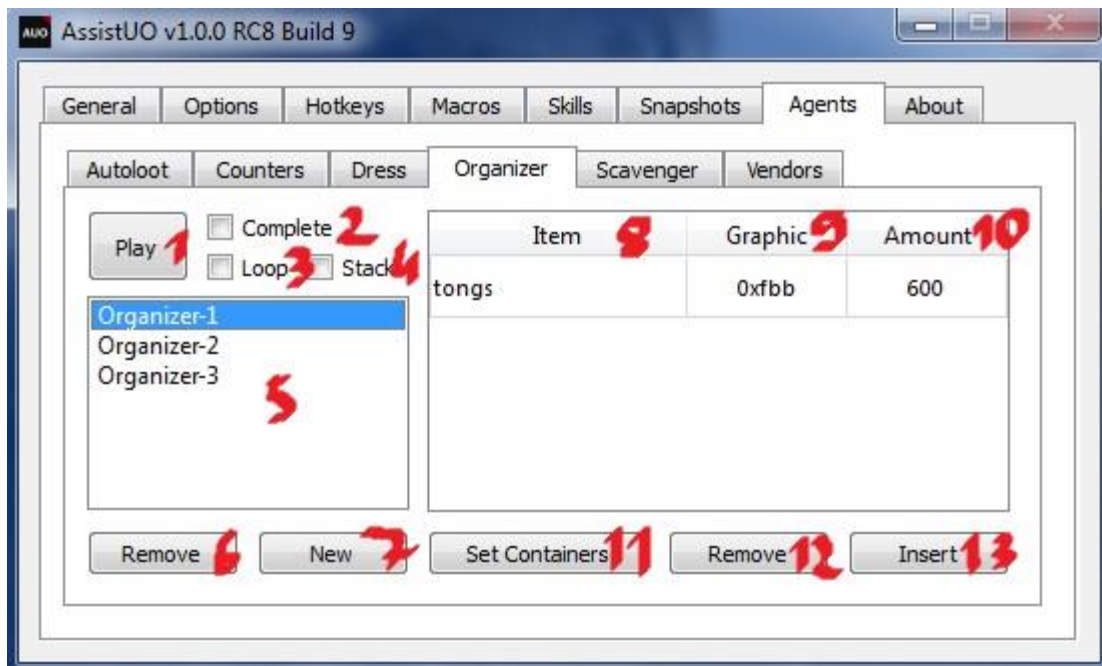 AUO AssistUO v1.0.0 RC8 Build 9
General Options Hotkeys Macros Skills Snapshots Agents About
Autoloot Counters Dress Organizer Scavenger Vendors
Play 1
Complete 2
Loop 3 Stack 4
Organizer-1
Organizer-2
Organizer-3
5
Item 8 Graphic 9 Amount 10
tongs 0xfbb 600
Remove 6 New 7 Set Containers 11 Remove 12 Insert 13